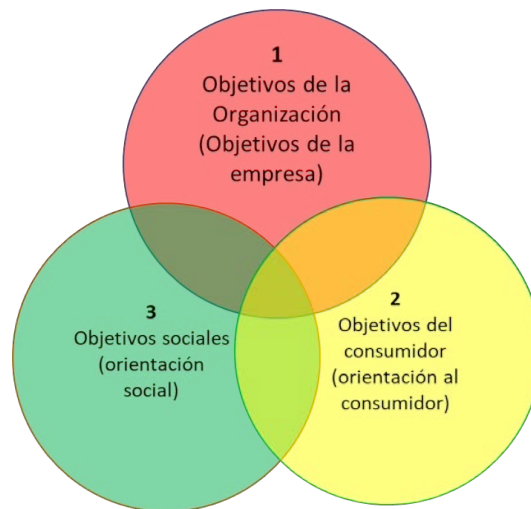 1
Objetivos de la
Organización
(Objetivos de la
empresa)
2
Objetivos del
consumidor
(orientación al
consumidor)
3
Objetivos sociales
(orientación
social)